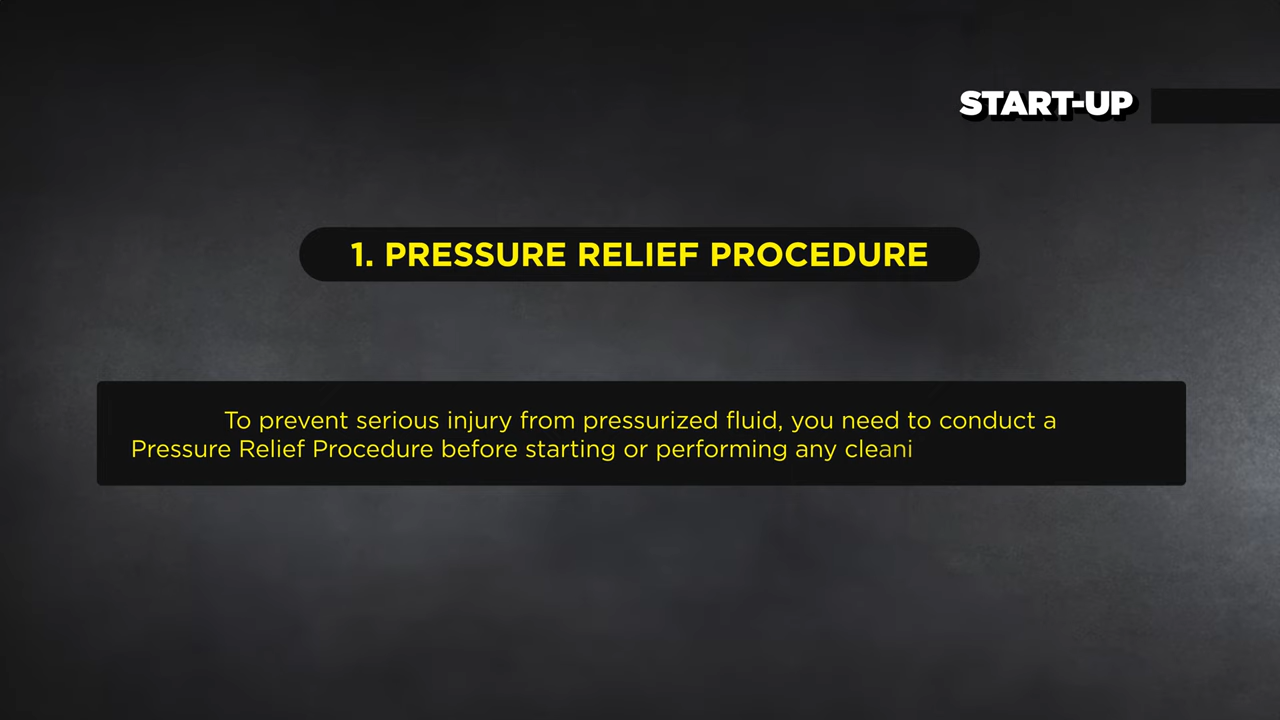 START-UP
1. PRESSURE RELIEF PROCEDURE
To prevent serious injury from pressurized fluid, you need to conduct a
Pressure Relief Procedure before starting or performing any cleani